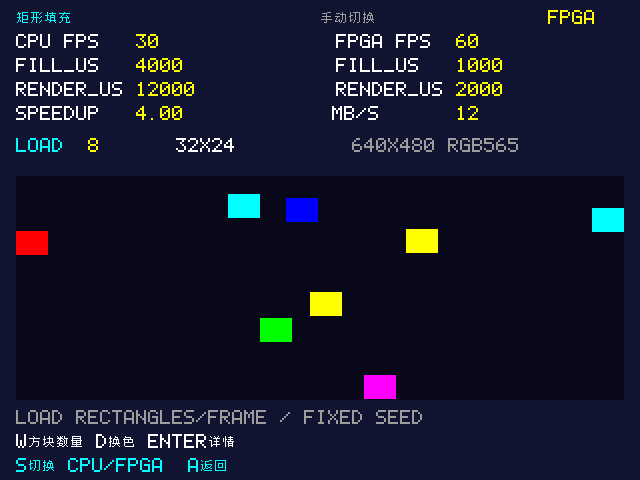 矩形填充 手动切换 FPGA
CPU FPS 30 FPGA FPS 60
FILL_US 4000 FILL_US 1000
RENDER_US 12000 RENDER_US 2000
SPEEDUP 4.00 MB/S 12
LOAD 8 32X24 640X480 RGB565
LOAD RECTANGLES/FRAME / FIXED SEED
W方块数量 D换色 ENTER详情
S切换 CPU/FPGA A返回